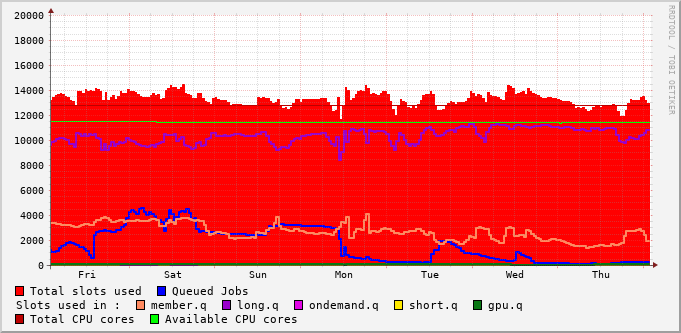 20000
18000
16000
14000
12000
10000
8000
6000
4000
2000
0
Fri Sat Sun Mon Tue Wed Thu
RRDTOOL / TOBI OETIKER
Total slots used Queued Jobs
Slots used in : member.q long.q ondemand.q short.q gpu.q
Total CPU cores Available CPU cores